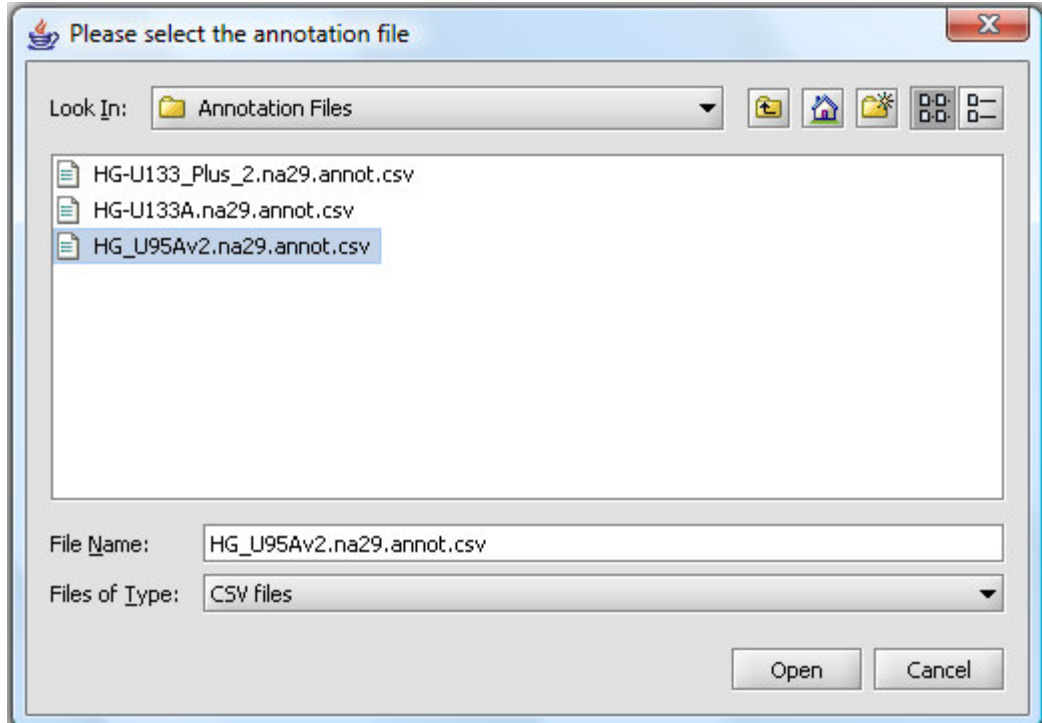 Please select the annotation file
Look In: Annotation Files
HG-U133_Plus_2.na29.annot.csv
HG-U133A.na29.annot.csv
HG_U95Av2.na29.annot.csv
File Name: HG_U95Av2.na29.annot.csv
Files of Type: CSV files
Open Cancel